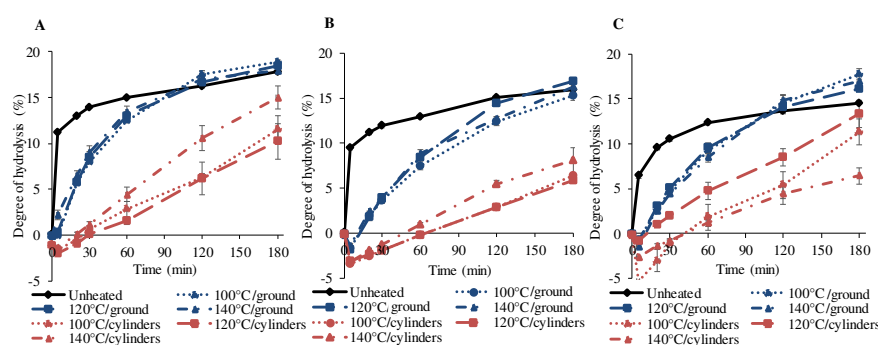 A
B
C
20
15
10
5
0
-5
Degree of hydrolysis (%)
0 30 60 90 120 150 180
Time (min)
Unheated
100°C/ground
120°C/ground
140°C/ground
100°C/cylinders
120°C/cylinders
140°C/cylinders
20
15
10
5
0
-5
Degree of hydrolysis (%)
0 30 60 90 120 150 180
Time (min)
Unheated
100°C/ground
120°C/ground
140°C/ground
100°C/cylinders
120°C/cylinders
140°C/cylinders
20
15
10
5
0
-5
Degree of hydrolysis (%)
0 30 60 90 120 150 180
Time (min)
Unheated
100°C/ground
120°C/ground
140°C/ground
100°C/cylinders
120°C/cylinders
140°C/cylinders